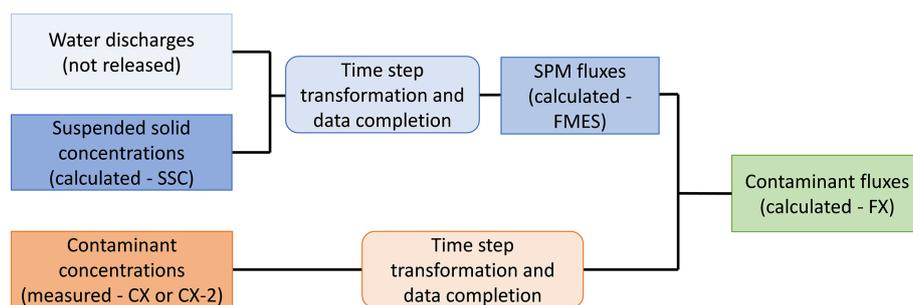 Water discharges
(not released)
Suspended solid
concentrations
(calculated - SSC)
Time step
transformation and
data completion
SPM fluxes
(calculated -
FMES)
Contaminant fluxes
(calculated - FX)
Contaminant
concentrations
(measured - CX or CX-2)
Time step
transformation and
data completion